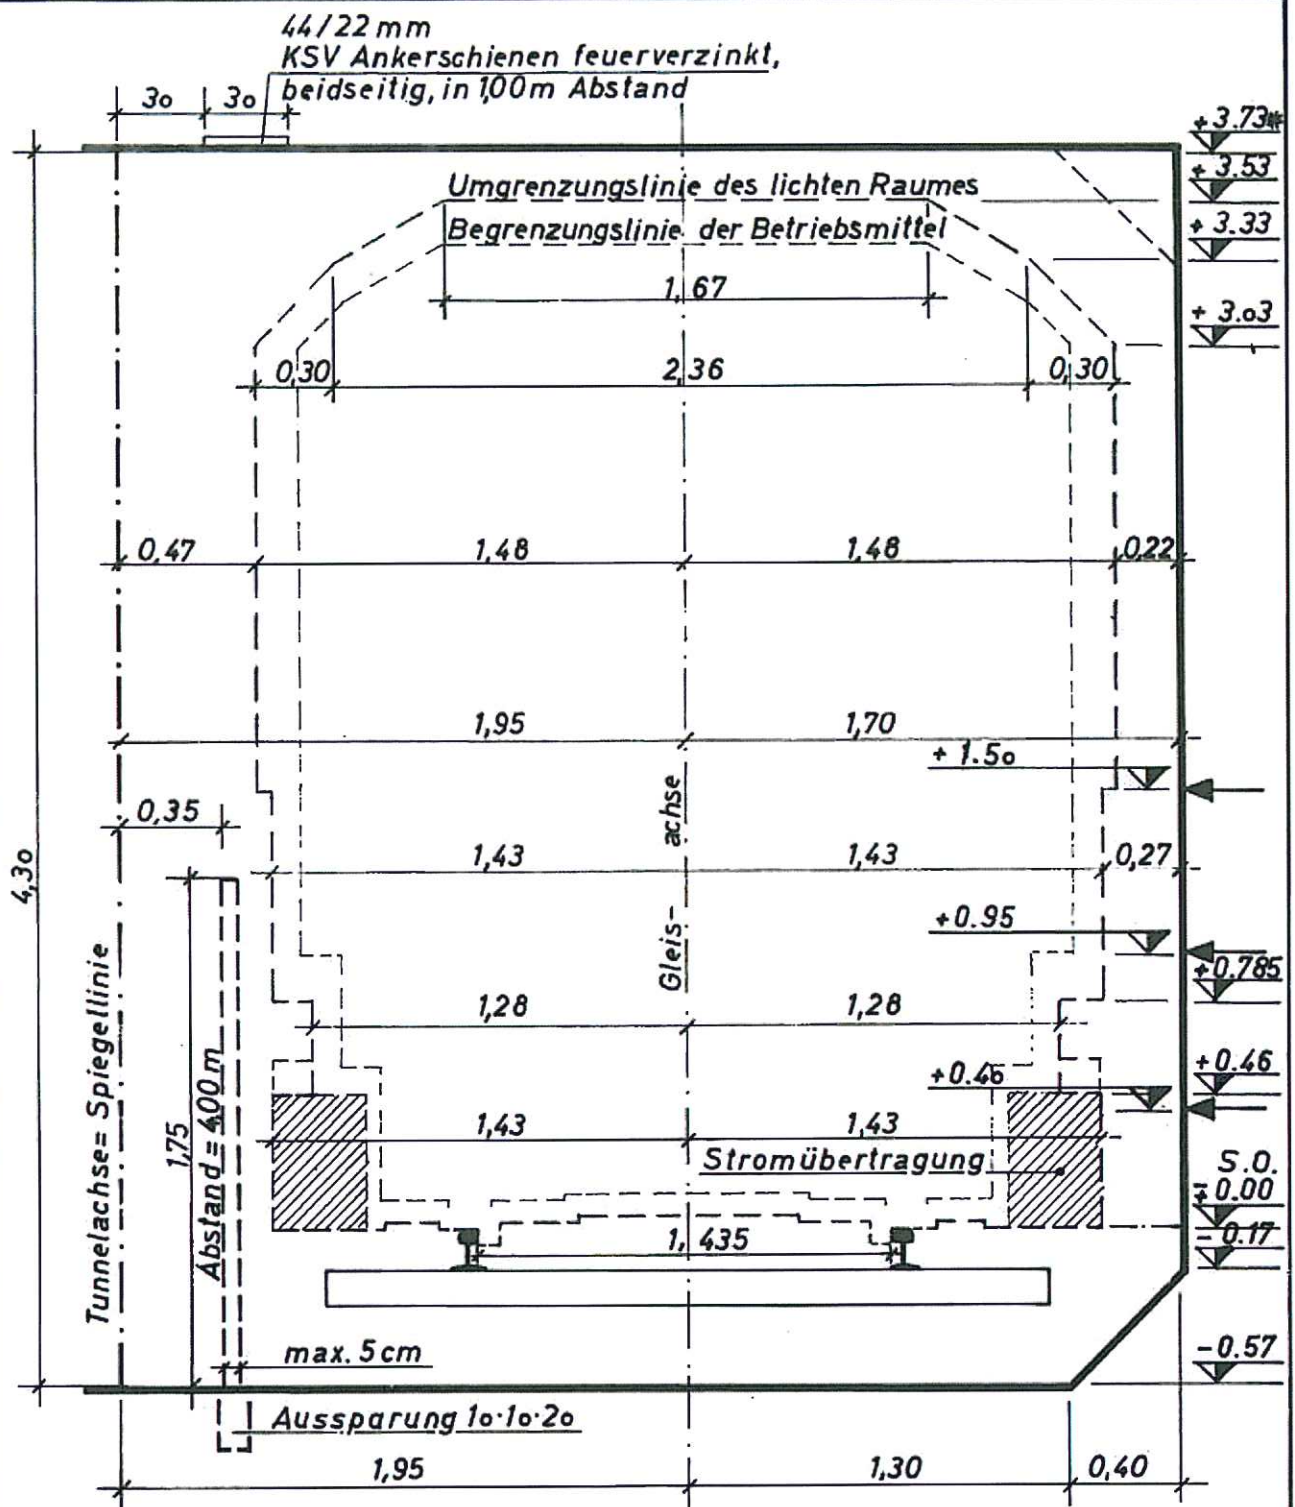 44/22 mm
KSV Ankerschienen feuerverzinkt,
beidseitig, in 1,00m Abstand
3o
3o
+ 3.73*
+ 3.53
Umgrenzungslinie des lichten Raumes
Begrenzungslinie der Betriebsmittel
+ 3.33
1,67
+ 3.o3
0,30
2,36
0,30
0,47
1,48
1,48
0,22
1,95
1,70
+ 1.5o
0,35
Gleis- achse
4,3o
1,43
1,43
0,27
+0.95
+0.785
1,28
1,28
Tunnelachse= Spiegellinie
Abstand = 4,00m
1,75
+0.46
+0.46
1,43
1,43
Stromübertragung
S.O.
± 0.00
- 0.17
1,435
max. 5cm
-0.57
Aussparung 1o·1o·2o
1,95
1,30
0,40